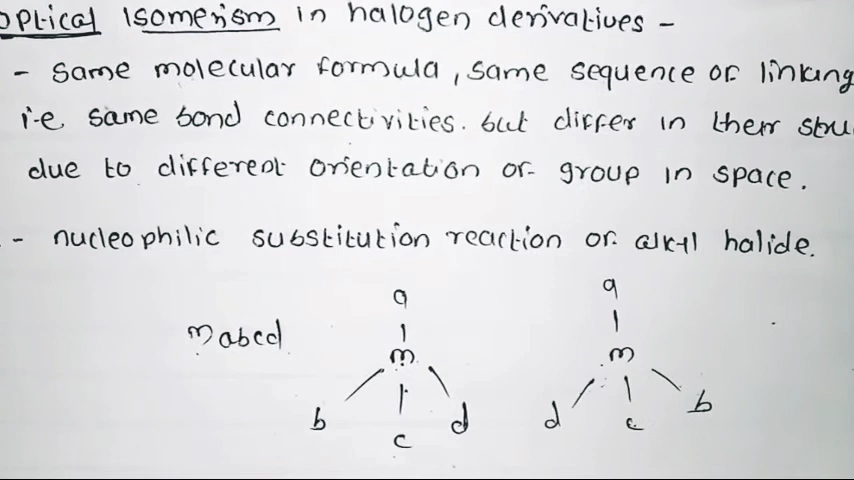 Optical Isomerism in halogen derivatives -
- same molecular formula, same sequence of linking
i.e same bond connectivities. but differ in their stru
due to different orientation of group in space.
- nucleophilic substitution reaction of alkyl halide.
a a
mabcd m m
b c d d c b